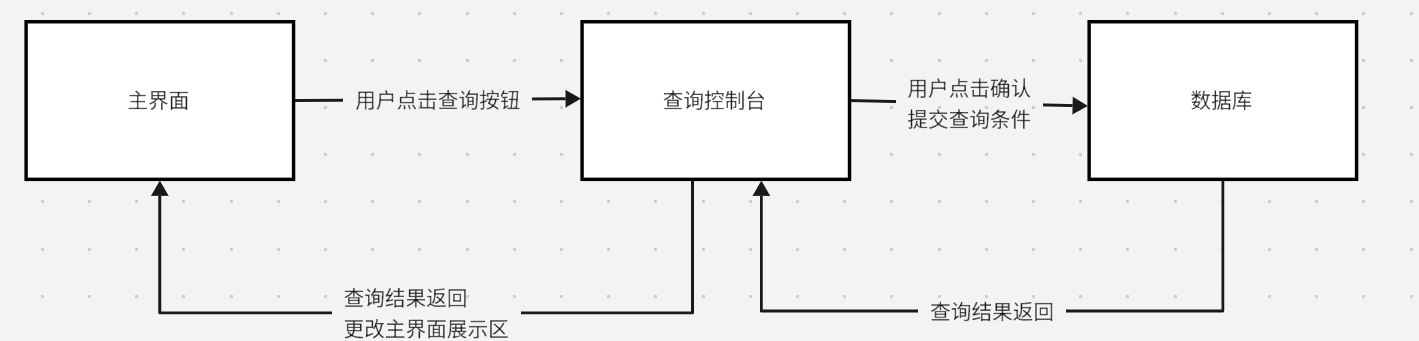 主界面
用户点击查询按钮
查询控制台
用户点击确认
提交查询条件
数据库
查询结果返回
更改主界面展示区
查询结果返回